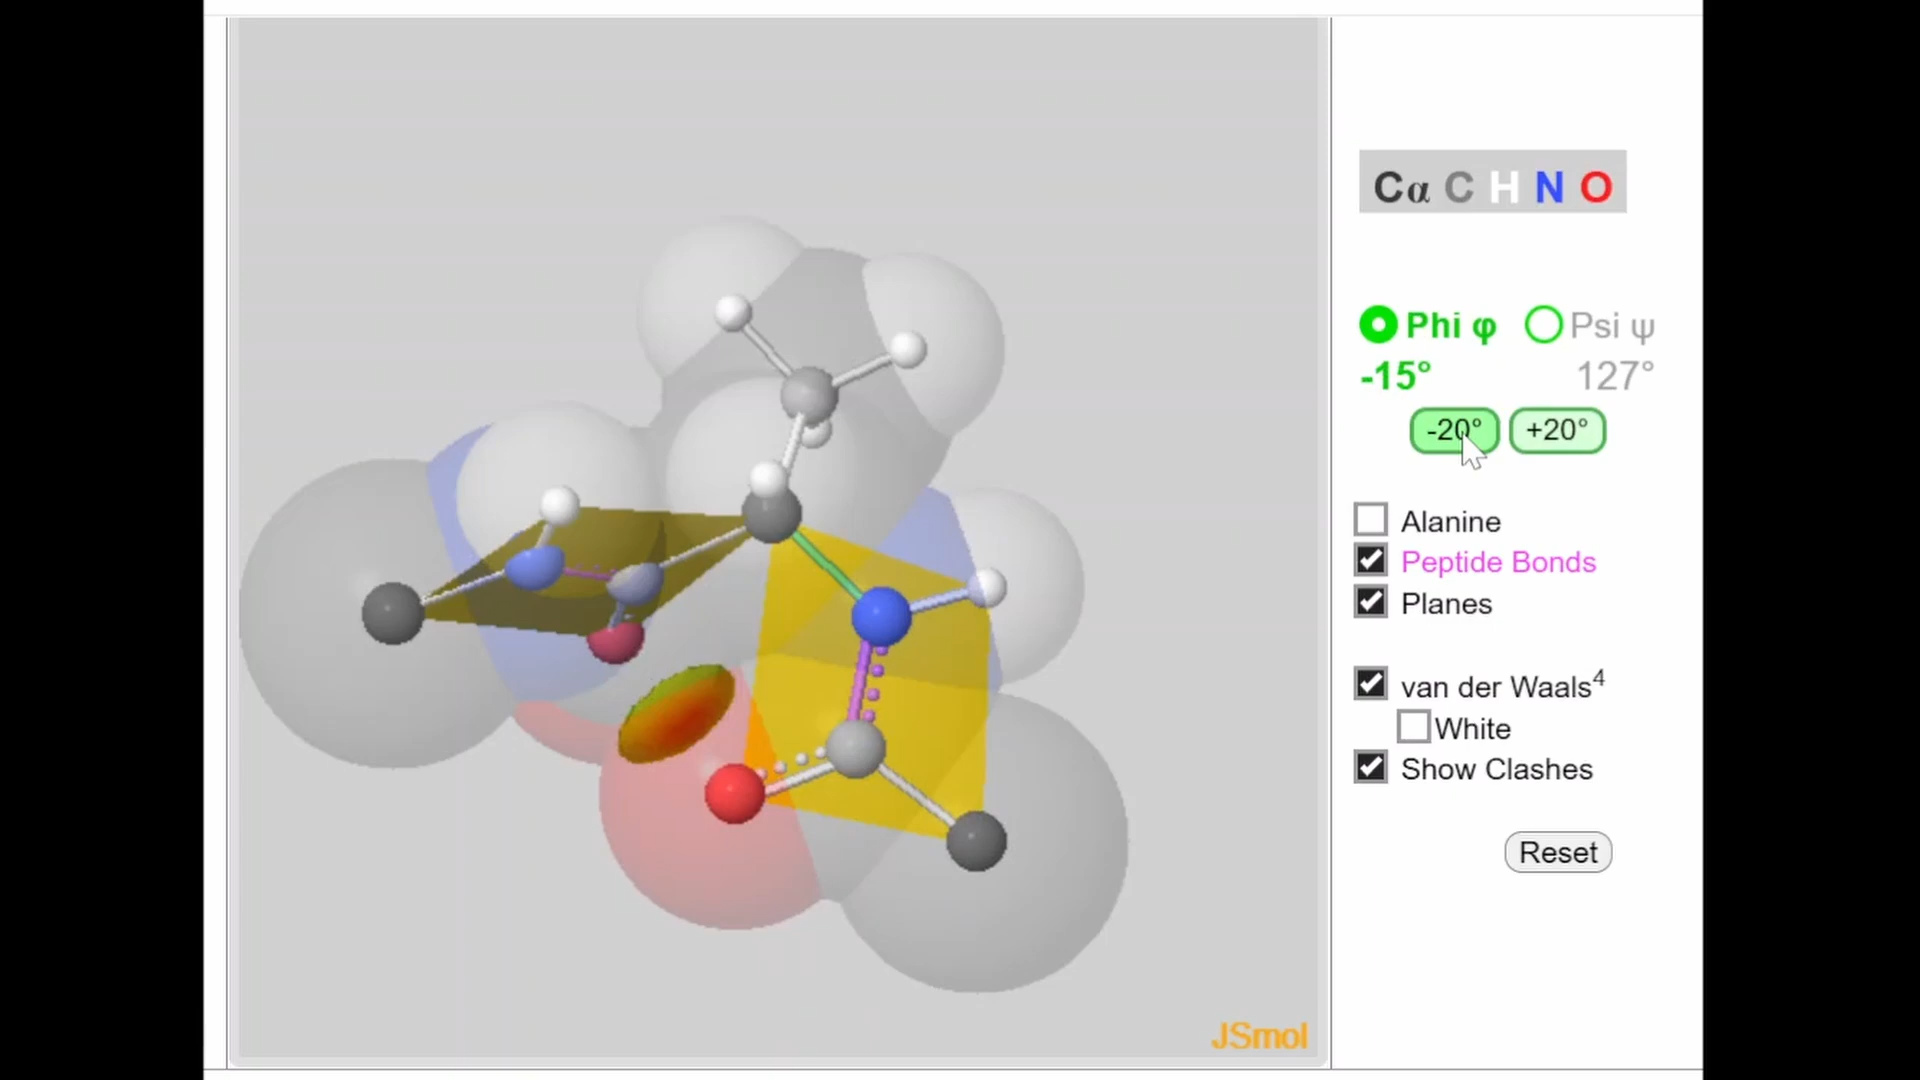 Cα C H N O
Phi φ Psi ψ
-15° 127°
-20° +20°
Alanine
Peptide Bonds
Planes
van der Waals4
White
Show Clashes
Reset
JSmol